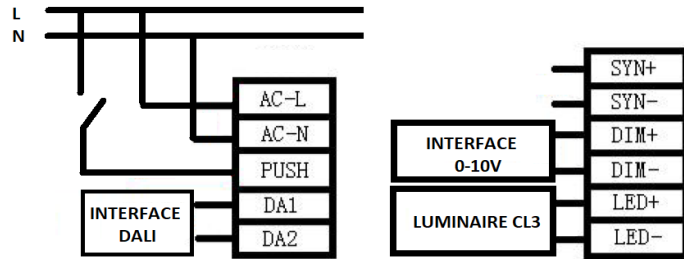 L
N
AC-L
AC-N
PUSH
DA1
DA2
INTERFACE
DALI
SYN+
SYN-
DIM+
DIM-
LED+
LED-
INTERFACE
0-10V
LUMINAIRE CL3